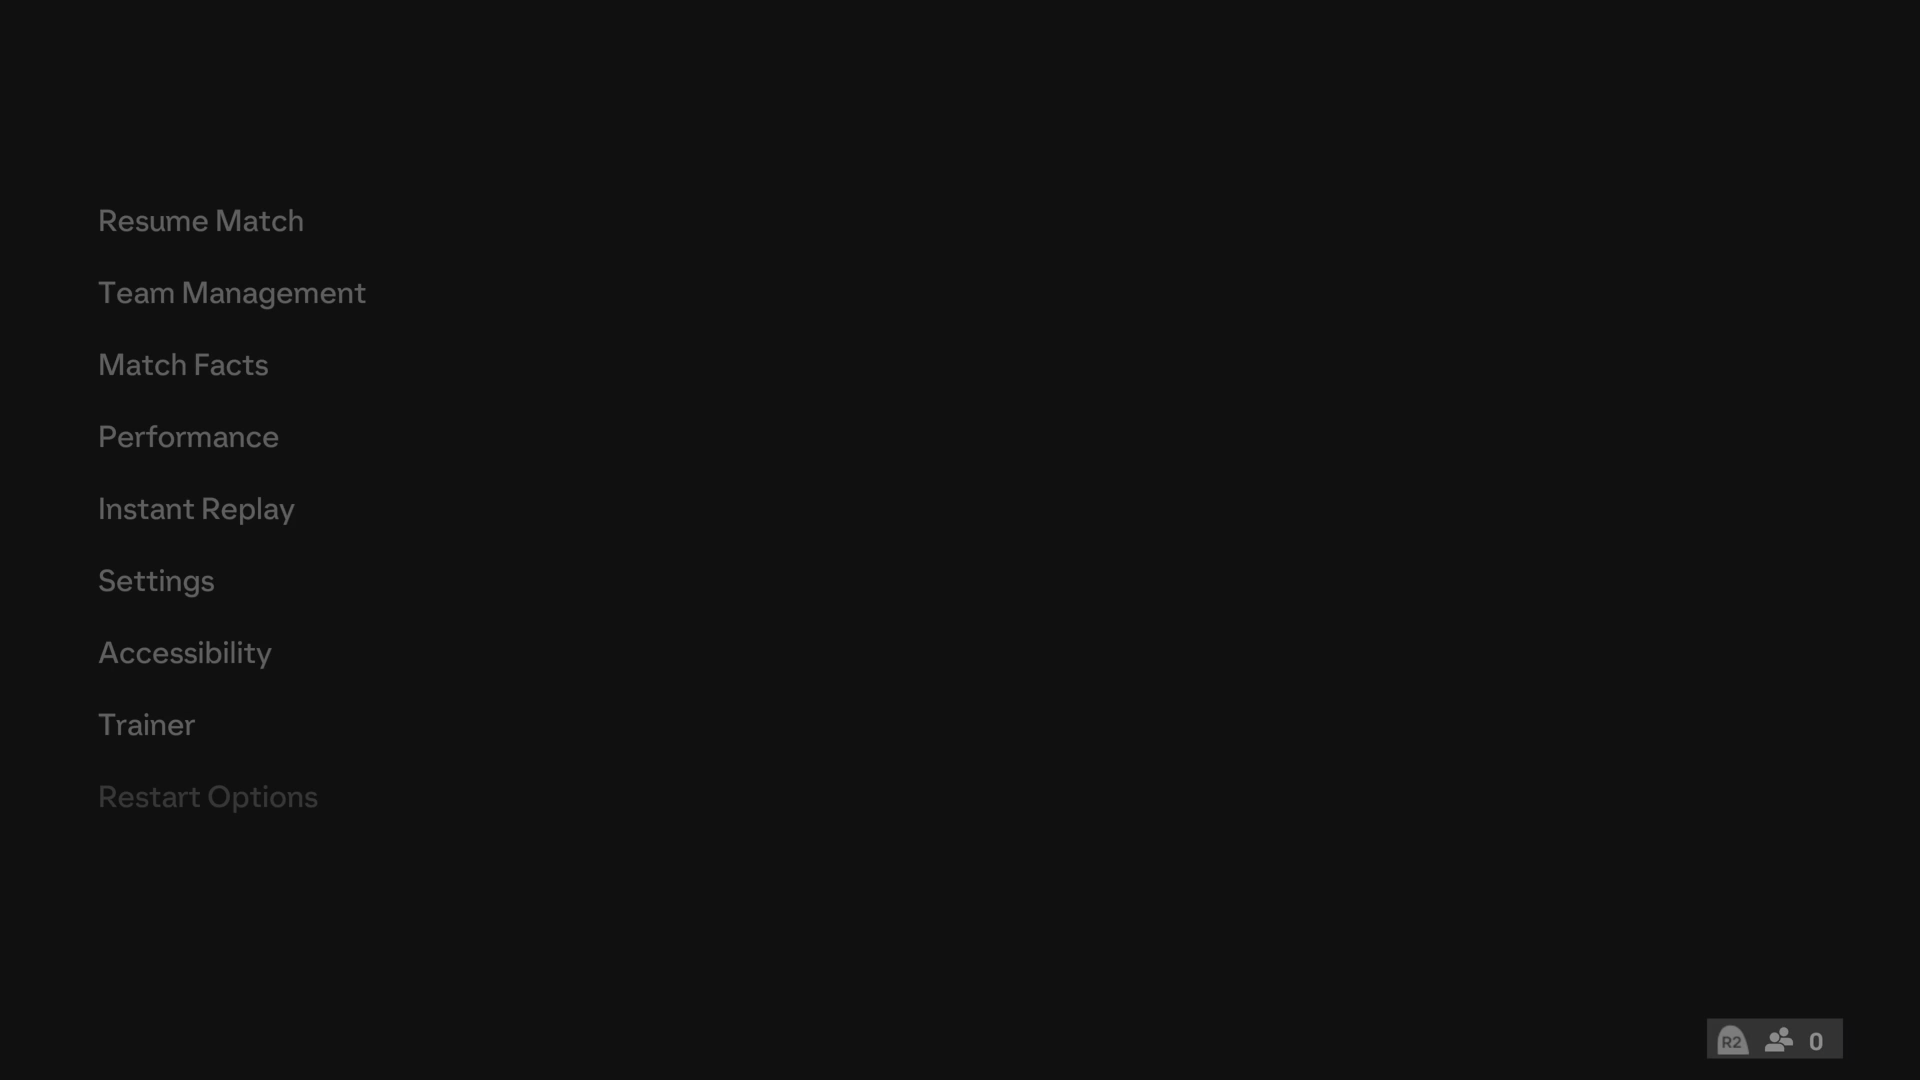 Resume Match
Team Management
Match Facts
Performance
Instant Replay
Settings
Accessibility
Trainer
Restart Options
R2 0